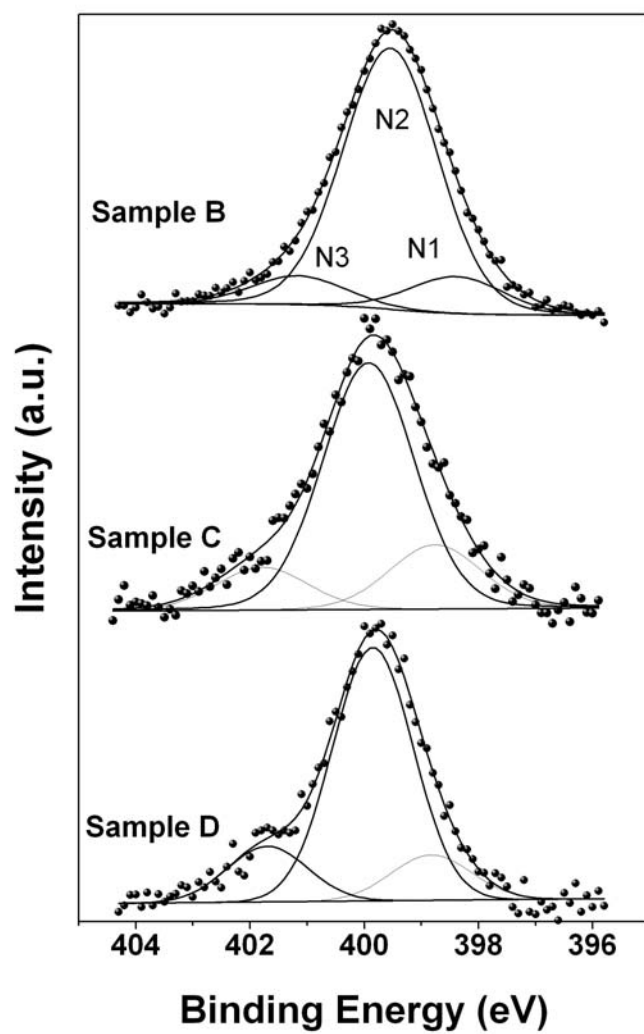 N2
Sample B
N3
N1
Sample C
Sample D
Intensity (a.u.)
404
402
400
398
396
Binding Energy (eV)